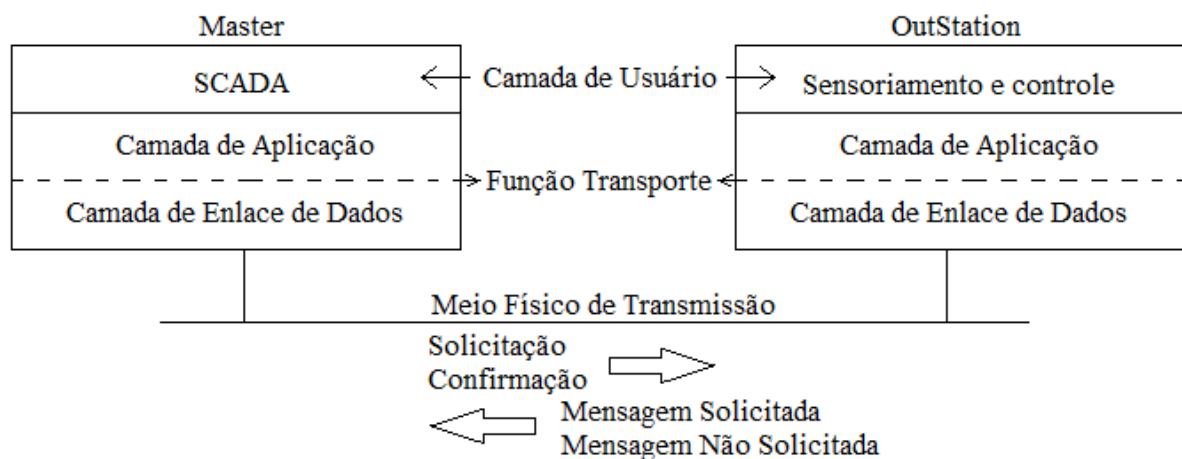 Master
OutStation
SCADA
Camada de Usuário
Sensoriamento e controle
Camada de Aplicação
Camada de Aplicação
Função Transporte
Camada de Enlace de Dados
Camada de Enlace de Dados
Meio Físico de Transmissão
Solicitação
Confirmação
Mensagem Solicitada
Mensagem Não Solicitada